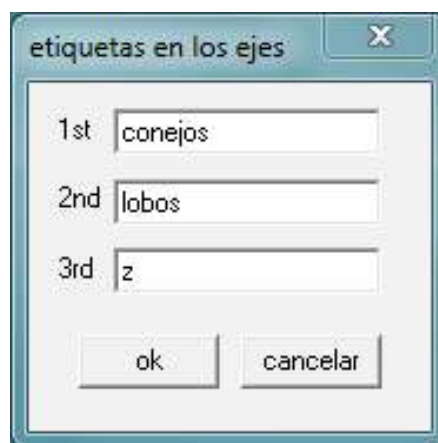 etiquetas en los ejes
1st conejos
2nd lobos
3rd z
ok cancelar